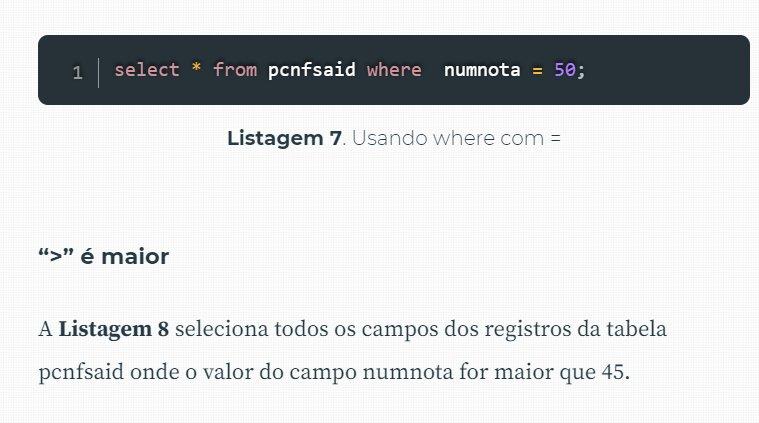 1 select * from pcnfsaid where  numnota = 50;
Listagem 7. Usando where com =
“>” é maior
A Listagem 8 seleciona todos os campos dos registros da tabela
pcnfsaid onde o valor do campo numnota for maior que 45.